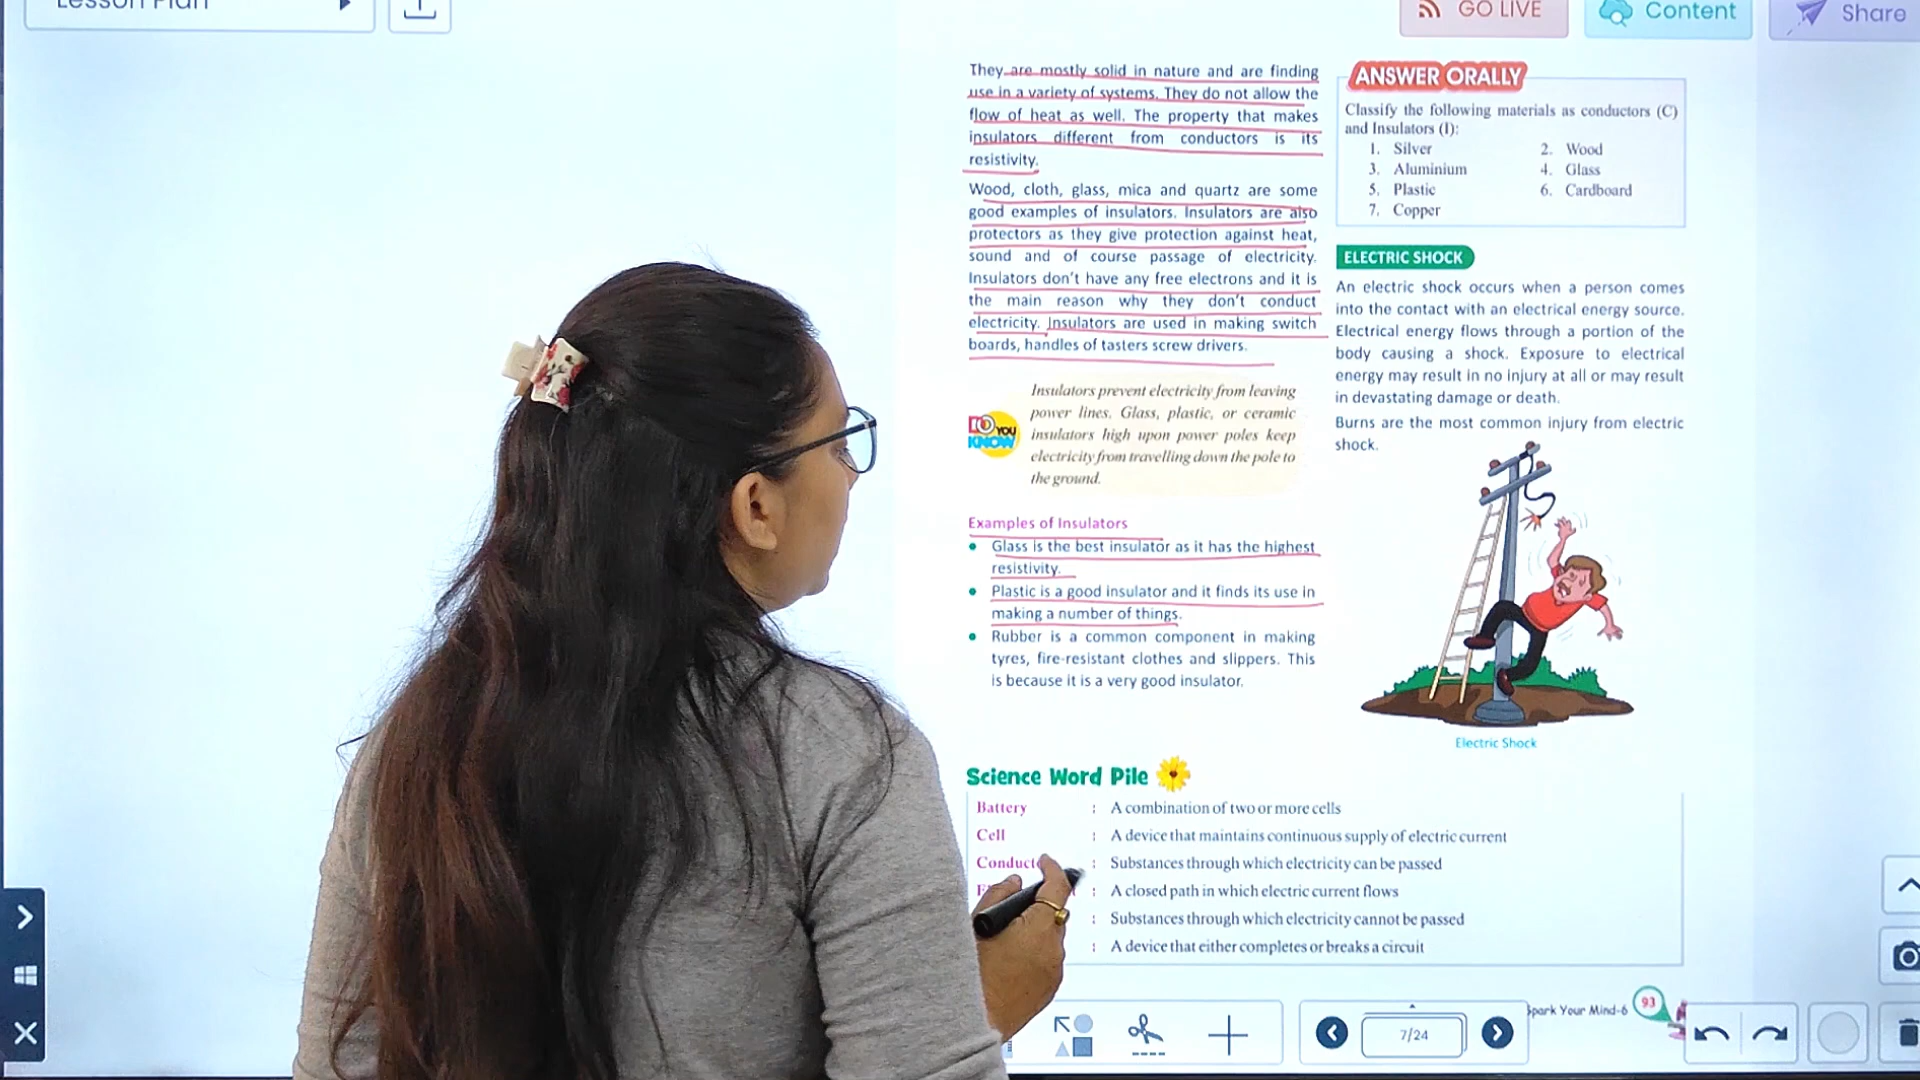 Lesson Plan
GO LIVE
Content
Share
They are mostly solid in nature and are finding
use in a variety of systems. They do not allow the
flow of heat as well. The property that makes
insulators different from conductors is its
resistivity.
Wood, cloth, glass, mica and quartz are some
good examples of insulators. Insulators are also
protectors as they give protection against heat,
sound and of course passage of electricity.
Insulators don't have any free electrons and it is
the main reason why they don't conduct
electricity. Insulators are used in making switch
boards, handles of tasters screw drivers.
DO YOU
KNOW
Insulators prevent electricity from leaving
power lines. Glass, plastic, or ceramic
insulators high upon power poles keep
electricity from travelling down the pole to
the ground.
Examples of Insulators
• Glass is the best insulator as it has the highest
resistivity.
• Plastic is a good insulator and it finds its use in
making a number of things.
• Rubber is a common component in making
tyres, fire-resistant clothes and slippers. This
is because it is a very good insulator.
ANSWER ORALLY
Classify the following materials as conductors (C)
and Insulators (I):
1. Silver 2. Wood
3. Aluminium 4. Glass
5. Plastic 6. Cardboard
7. Copper
ELECTRIC SHOCK
An electric shock occurs when a person comes
into the contact with an electrical energy source.
Electrical energy flows through a portion of the
body causing a shock. Exposure to electrical
energy may result in no injury at all or may result
in devastating damage or death.
Burns are the most common injury from electric
shock.
Electric Shock
Science Word Pile
Battery : A combination of two or more cells
Cell : A device that maintains continuous supply of electric current
Conduct : Substances through which electricity can be passed
: A closed path in which electric current flows
: Substances through which electricity cannot be passed
: A device that either completes or breaks a circuit
7/24
Spark Your Mind-6
93